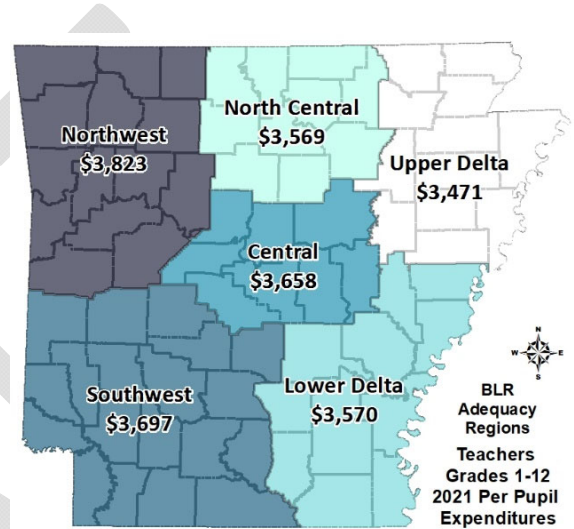 North Central
$3,569
Northwest
$3,823
Upper Delta
$3,471
Central
$3,658
Southwest
$3,697
Lower Delta
$3,570
N
W E
S
BLR
Adequacy
Regions
Teachers
Grades 1-12
2021 Per Pupil
Expenditures